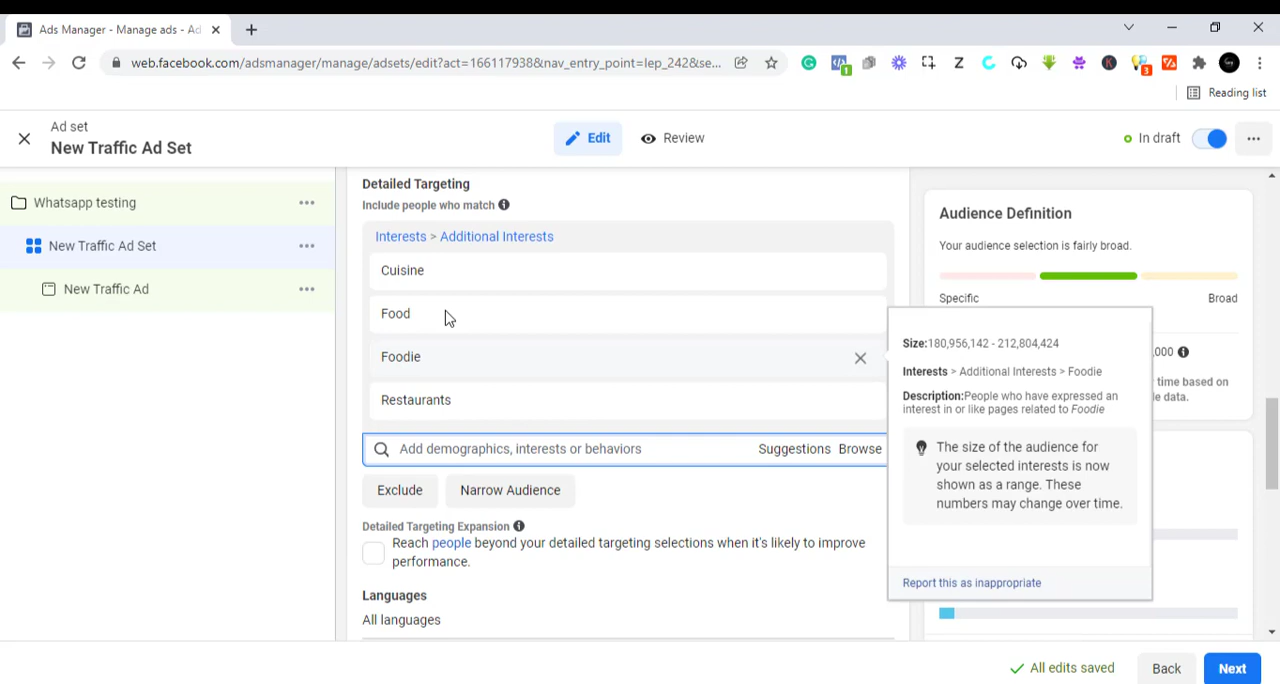 Ads Manager - Manage ads - Ad
web.facebook.com/adsmanager/manage/adsets/edit?act=166117938&nav_entry_point=lep_242&se...
1
Z
K
3
Reading list
Ad set
New Traffic Ad Set
Edit
Review
In draft
Whatsapp testing
New Traffic Ad Set
New Traffic Ad
Detailed Targeting
Include people who match
Interests > Additional Interests
Cuisine
Food
Foodie
Restaurants
Add demographics, interests or behaviors
Suggestions
Browse
Exclude
Narrow Audience
Detailed Targeting Expansion
Reach people beyond your detailed targeting selections when it's likely to improve
performance.
Languages
All languages
Audience Definition
Your audience selection is fairly broad.
Specific
Broad
,000
time based on
le data.
Size:180,956,142 - 212,804,424
Interests > Additional Interests > Foodie
Description:People who have expressed an
interest in or like pages related to Foodie
The size of the audience for
your selected interests is now
shown as a range. These
numbers may change over time.
Report this as inappropriate
All edits saved
Back
Next